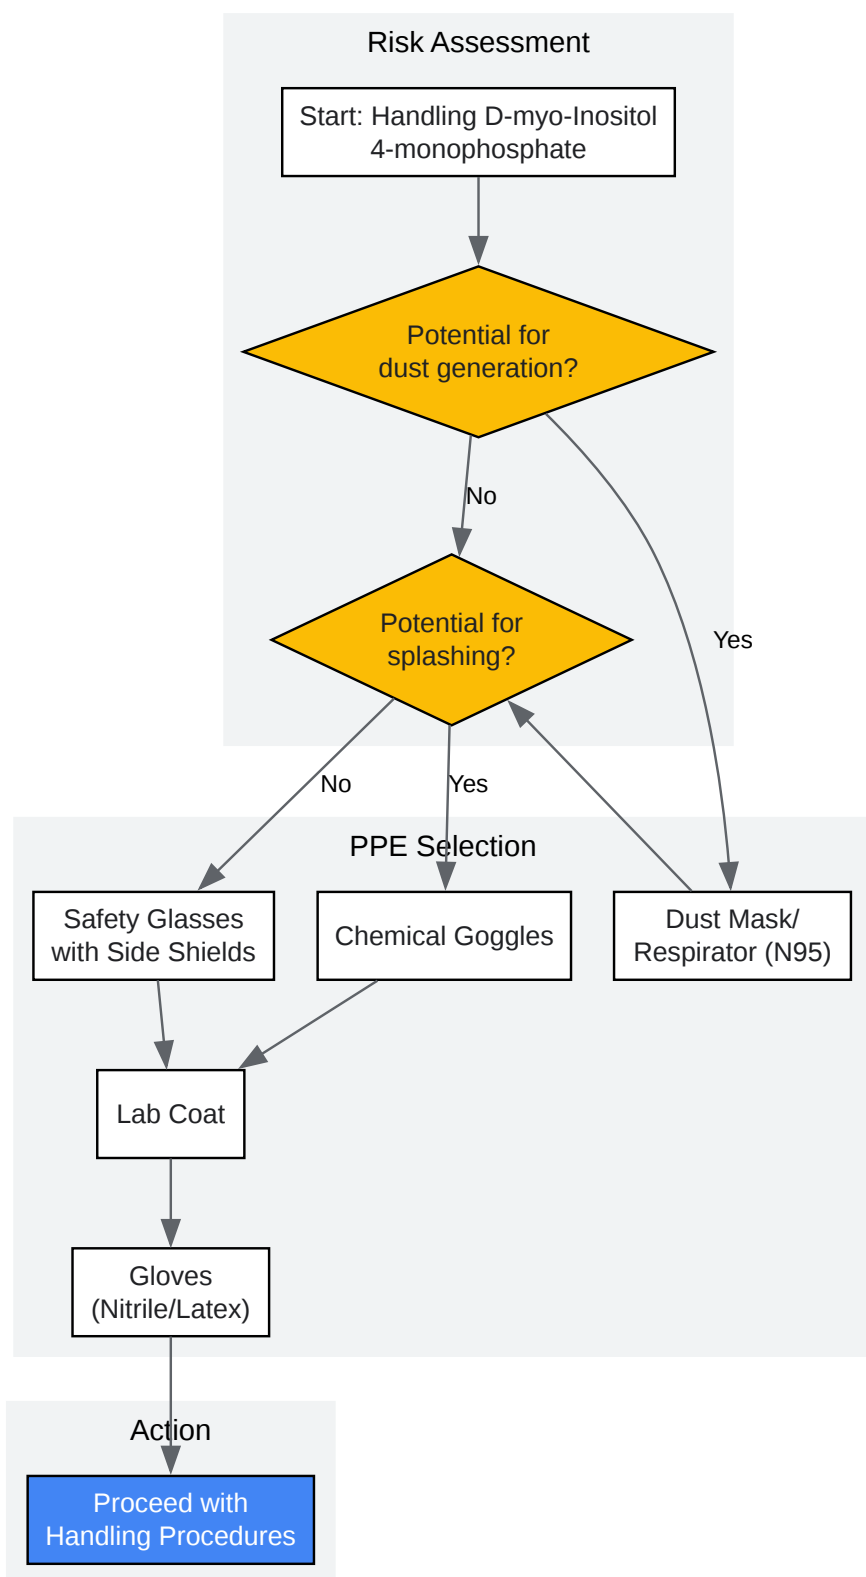 Risk Assessment
Start: Handling D-myo-Inositol
4-monophosphate
Potential for
dust generation?
No
Yes
Potential for
splashing?
No
Yes
PPE Selection
Safety Glasses
with Side Shields
Chemical Goggles
Dust Mask/
Respirator (N95)
Lab Coat
Gloves
(Nitrile/Latex)
Action
Proceed with
Handling Procedures